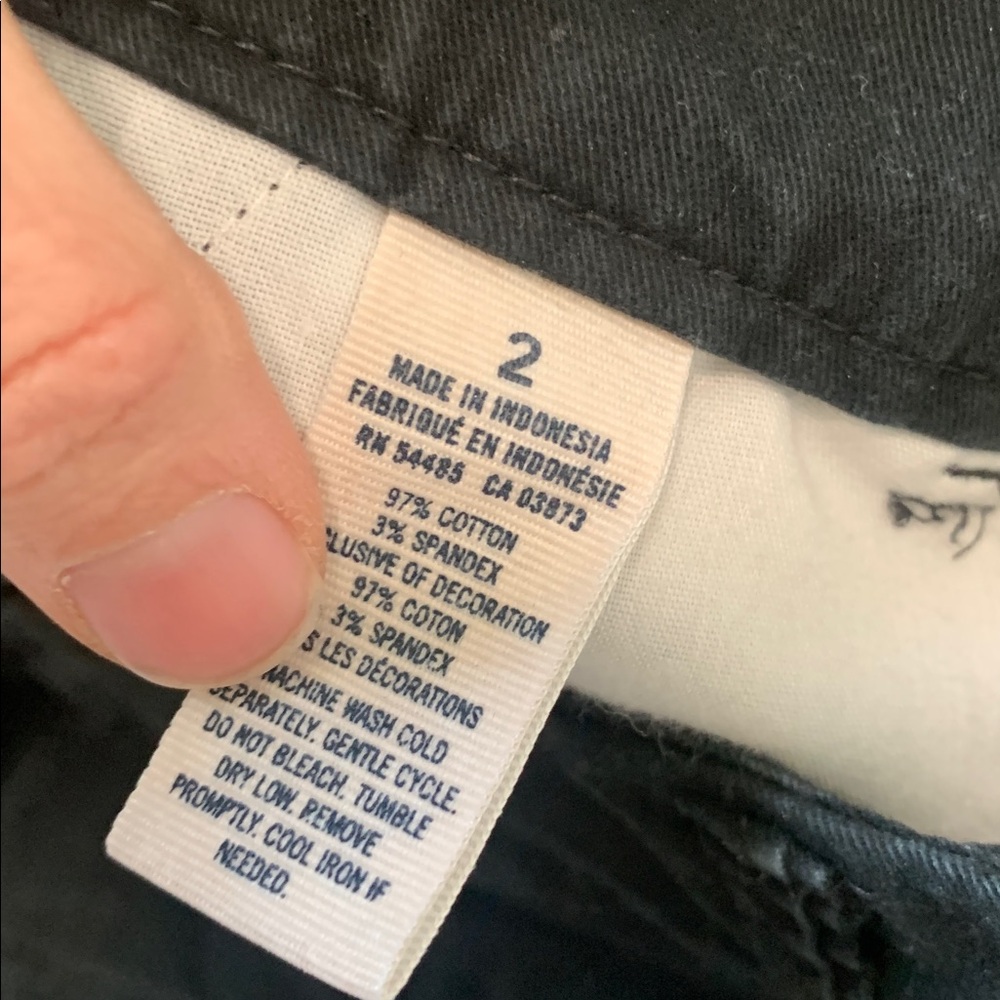 2
MADE IN INDONESIA
FABRIQUÉ EN INDONÉSIE
RN 54485 CA 03873
97% COTTON
3% SPANDEX
CLUSIVE OF DECORATION
97% COTON
3% SPANDEX
S LES DÉCORATIONS
MACHINE WASH COLD
SEPARATELY. GENTLE CYCLE.
DO NOT BLEACH. TUMBLE
DRY LOW. REMOVE
PROMPTLY. COOL IRON IF
NEEDED.